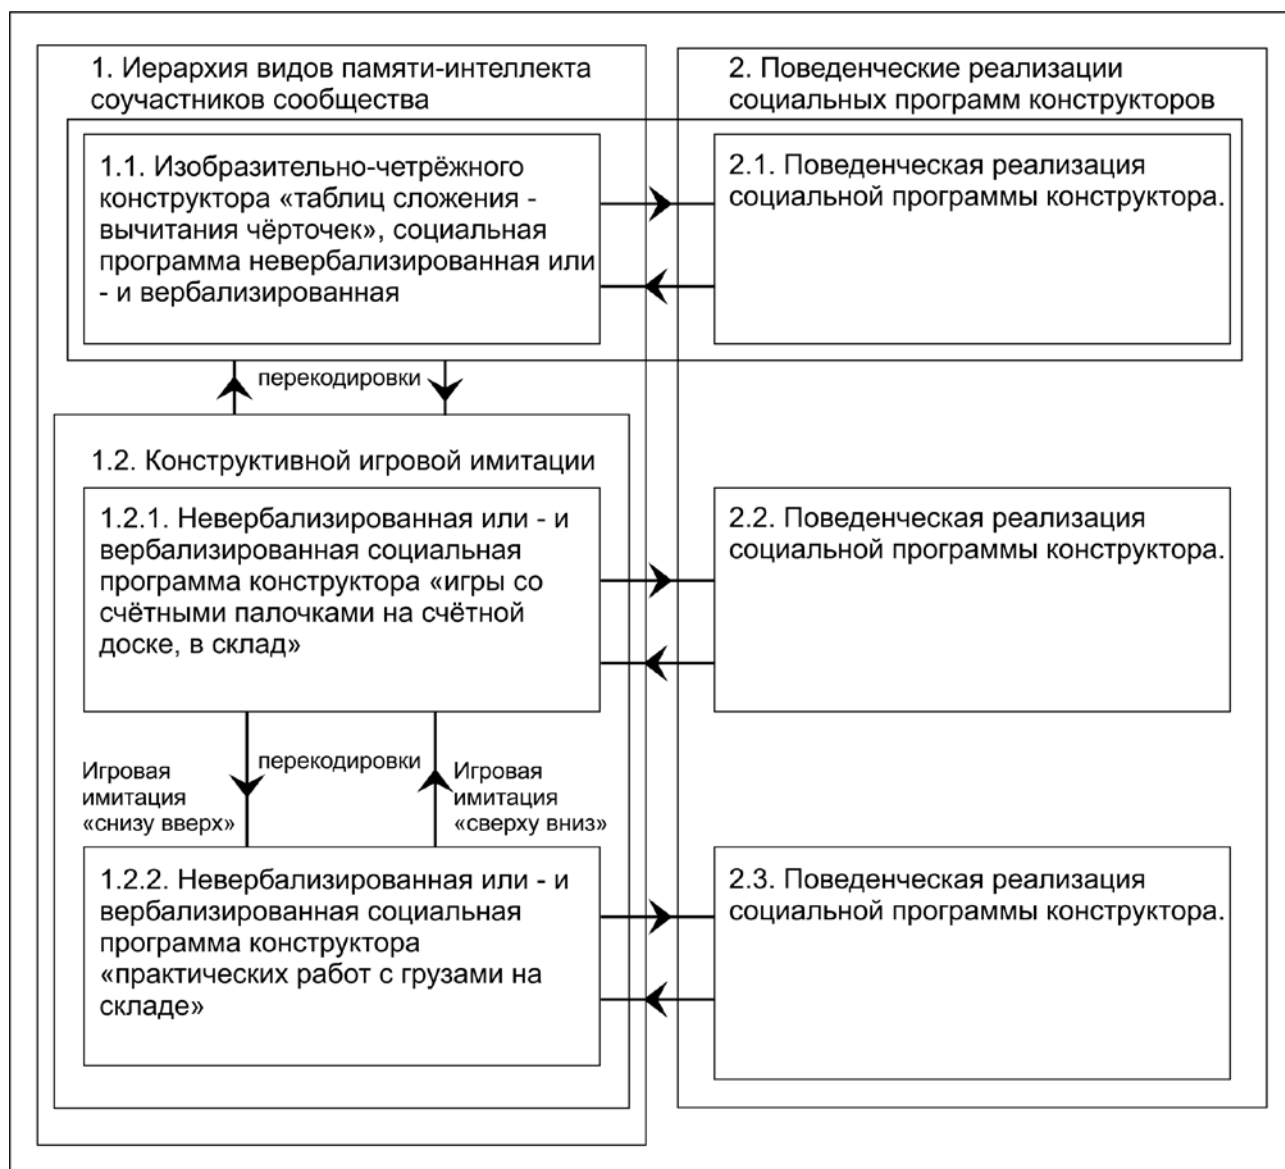 1. Иерархия видов памяти-интеллекта
соучастников сообщества
2. Поведенческие реализации
социальных программ конструкторов
1.1. Изобразительно-четрёжного
конструктора «таблиц сложения -
вычитания чёрточек», социальная
программа невербализированная или
- и вербализированная
2.1. Поведенческая реализация
социальной программы конструктора.
перекодировки
1.2. Конструктивной игровой имитации
1.2.1. Невербализированная или - и
вербализированная социальная
программа конструктора «игры со
счётными палочками на счётной
доске, в склад»
2.2. Поведенческая реализация
социальной программы конструктора.
перекодировки
Игровая
имитация
«снизу вверх»
Игровая
имитация
«сверху вниз»
1.2.2. Невербализированная или - и
вербализированная социальная
программа конструктора
«практических работ с грузами на
складе»
2.3. Поведенческая реализация
социальной программы конструктора.